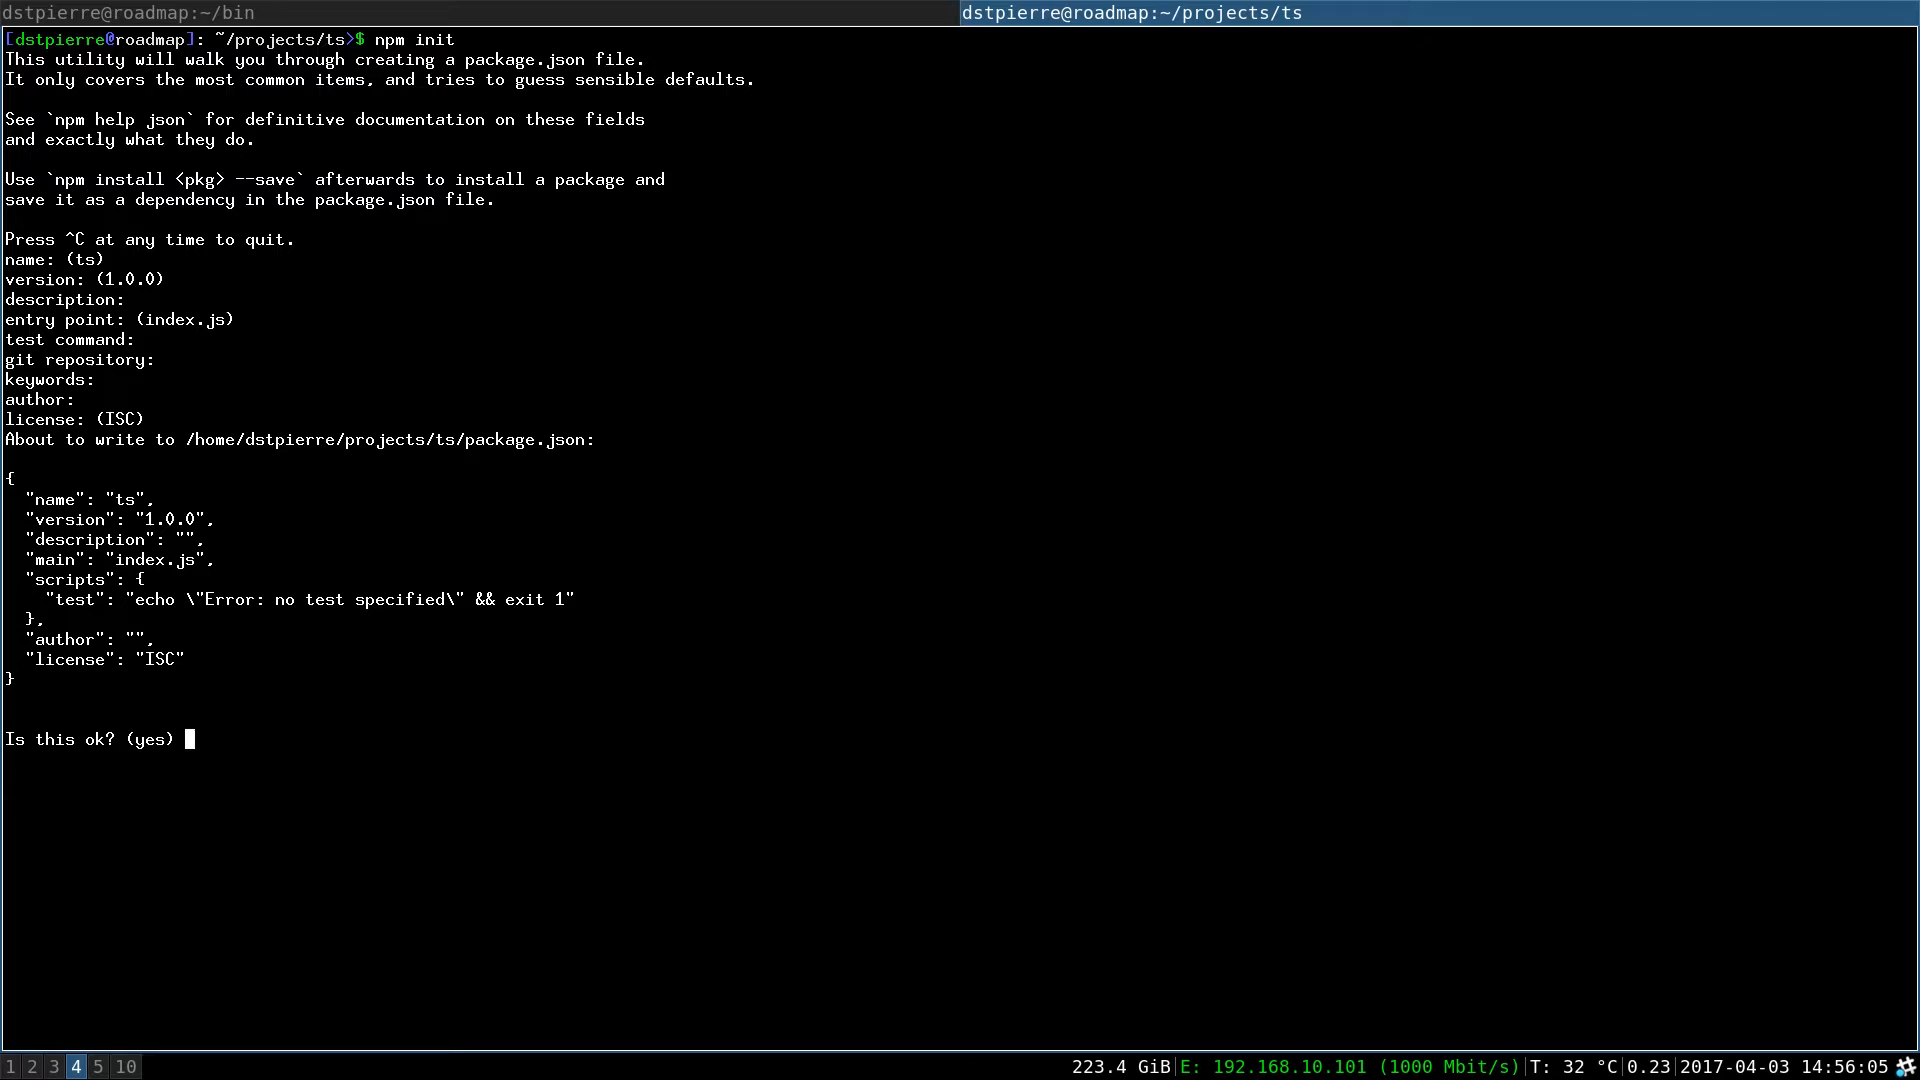 dstpierre@roadmap:~/bin
dstpierre@roadmap:~/projects/ts
[dstpierre@roadmap]: ~/projects/ts>$ npm init
This utility will walk you through creating a package.json file.
It only covers the most common items, and tries to guess sensible defaults.
See `npm help json` for definitive documentation on these fields
and exactly what they do.
Use `npm install <pkg> --save` afterwards to install a package and
save it as a dependency in the package.json file.
Press ^C at any time to quit.
name: (ts)
version: (1.0.0)
description:
entry point: (index.js)
test command:
git repository:
keywords:
author:
license: (ISC)
About to write to /home/dstpierre/projects/ts/package.json:
{
  "name": "ts",
  "version": "1.0.0",
  "description": "",
  "main": "index.js",
  "scripts": {
    "test": "echo \"Error: no test specified\" && exit 1"
  },
  "author": "",
  "license": "ISC"
}
Is this ok? (yes)
1 2 3 4 5 10
223.4 GiB|E: 192.168.10.101 (1000 Mbit/s)|T: 32 °C|0.23|2017-04-03 14:56:05